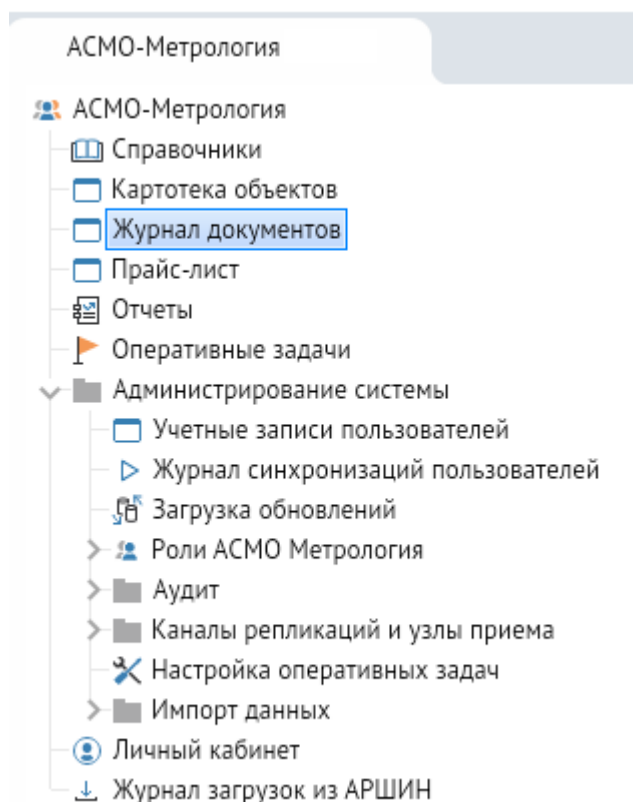 АСМО-Метрология
АСМО-Метрология
Справочники
Картотека объектов
Журнал документов
Прайс-лист
Отчеты
Оперативные задачи
Администрирование системы
Учетные записи пользователей
Журнал синхронизаций пользователей
Загрузка обновлений
Роли АСМО Метрология
Аудит
Каналы репликаций и узлы приема
Настройка оперативных задач
Импорт данных
Личный кабинет
Журнал загрузок из АРШИН